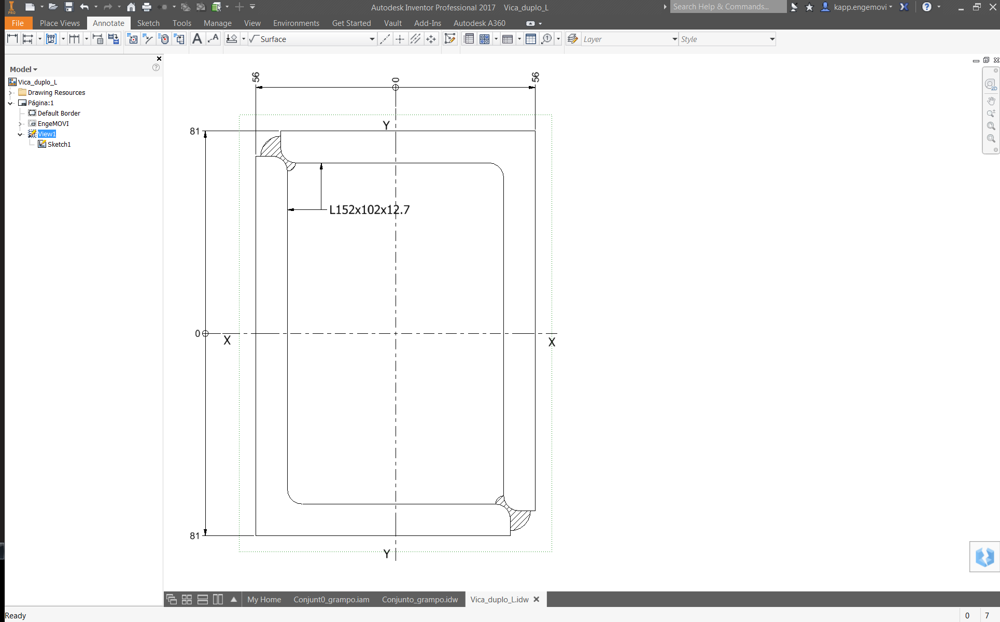 PRO
Autodesk Inventor Professional 2017 Vica_duplo_L
Search Help & Commands...
kapp.engemovi
File Place Views Annotate Sketch Tools Manage View Environments Get Started Vault Add-Ins Autodesk A360
Surface
Layer
Style
Model
Vica_duplo_L
Drawing Resources
Página:1
Default Border
EngeMOVI
View1
Sketch1
56 0 56
81
Y
L152x102x12.7
0
X
X
81
Y
2D
My Home Conjunt0_grampo.iam Conjunto_grampo.idw Vica_duplo_L.idw
Ready
0 7